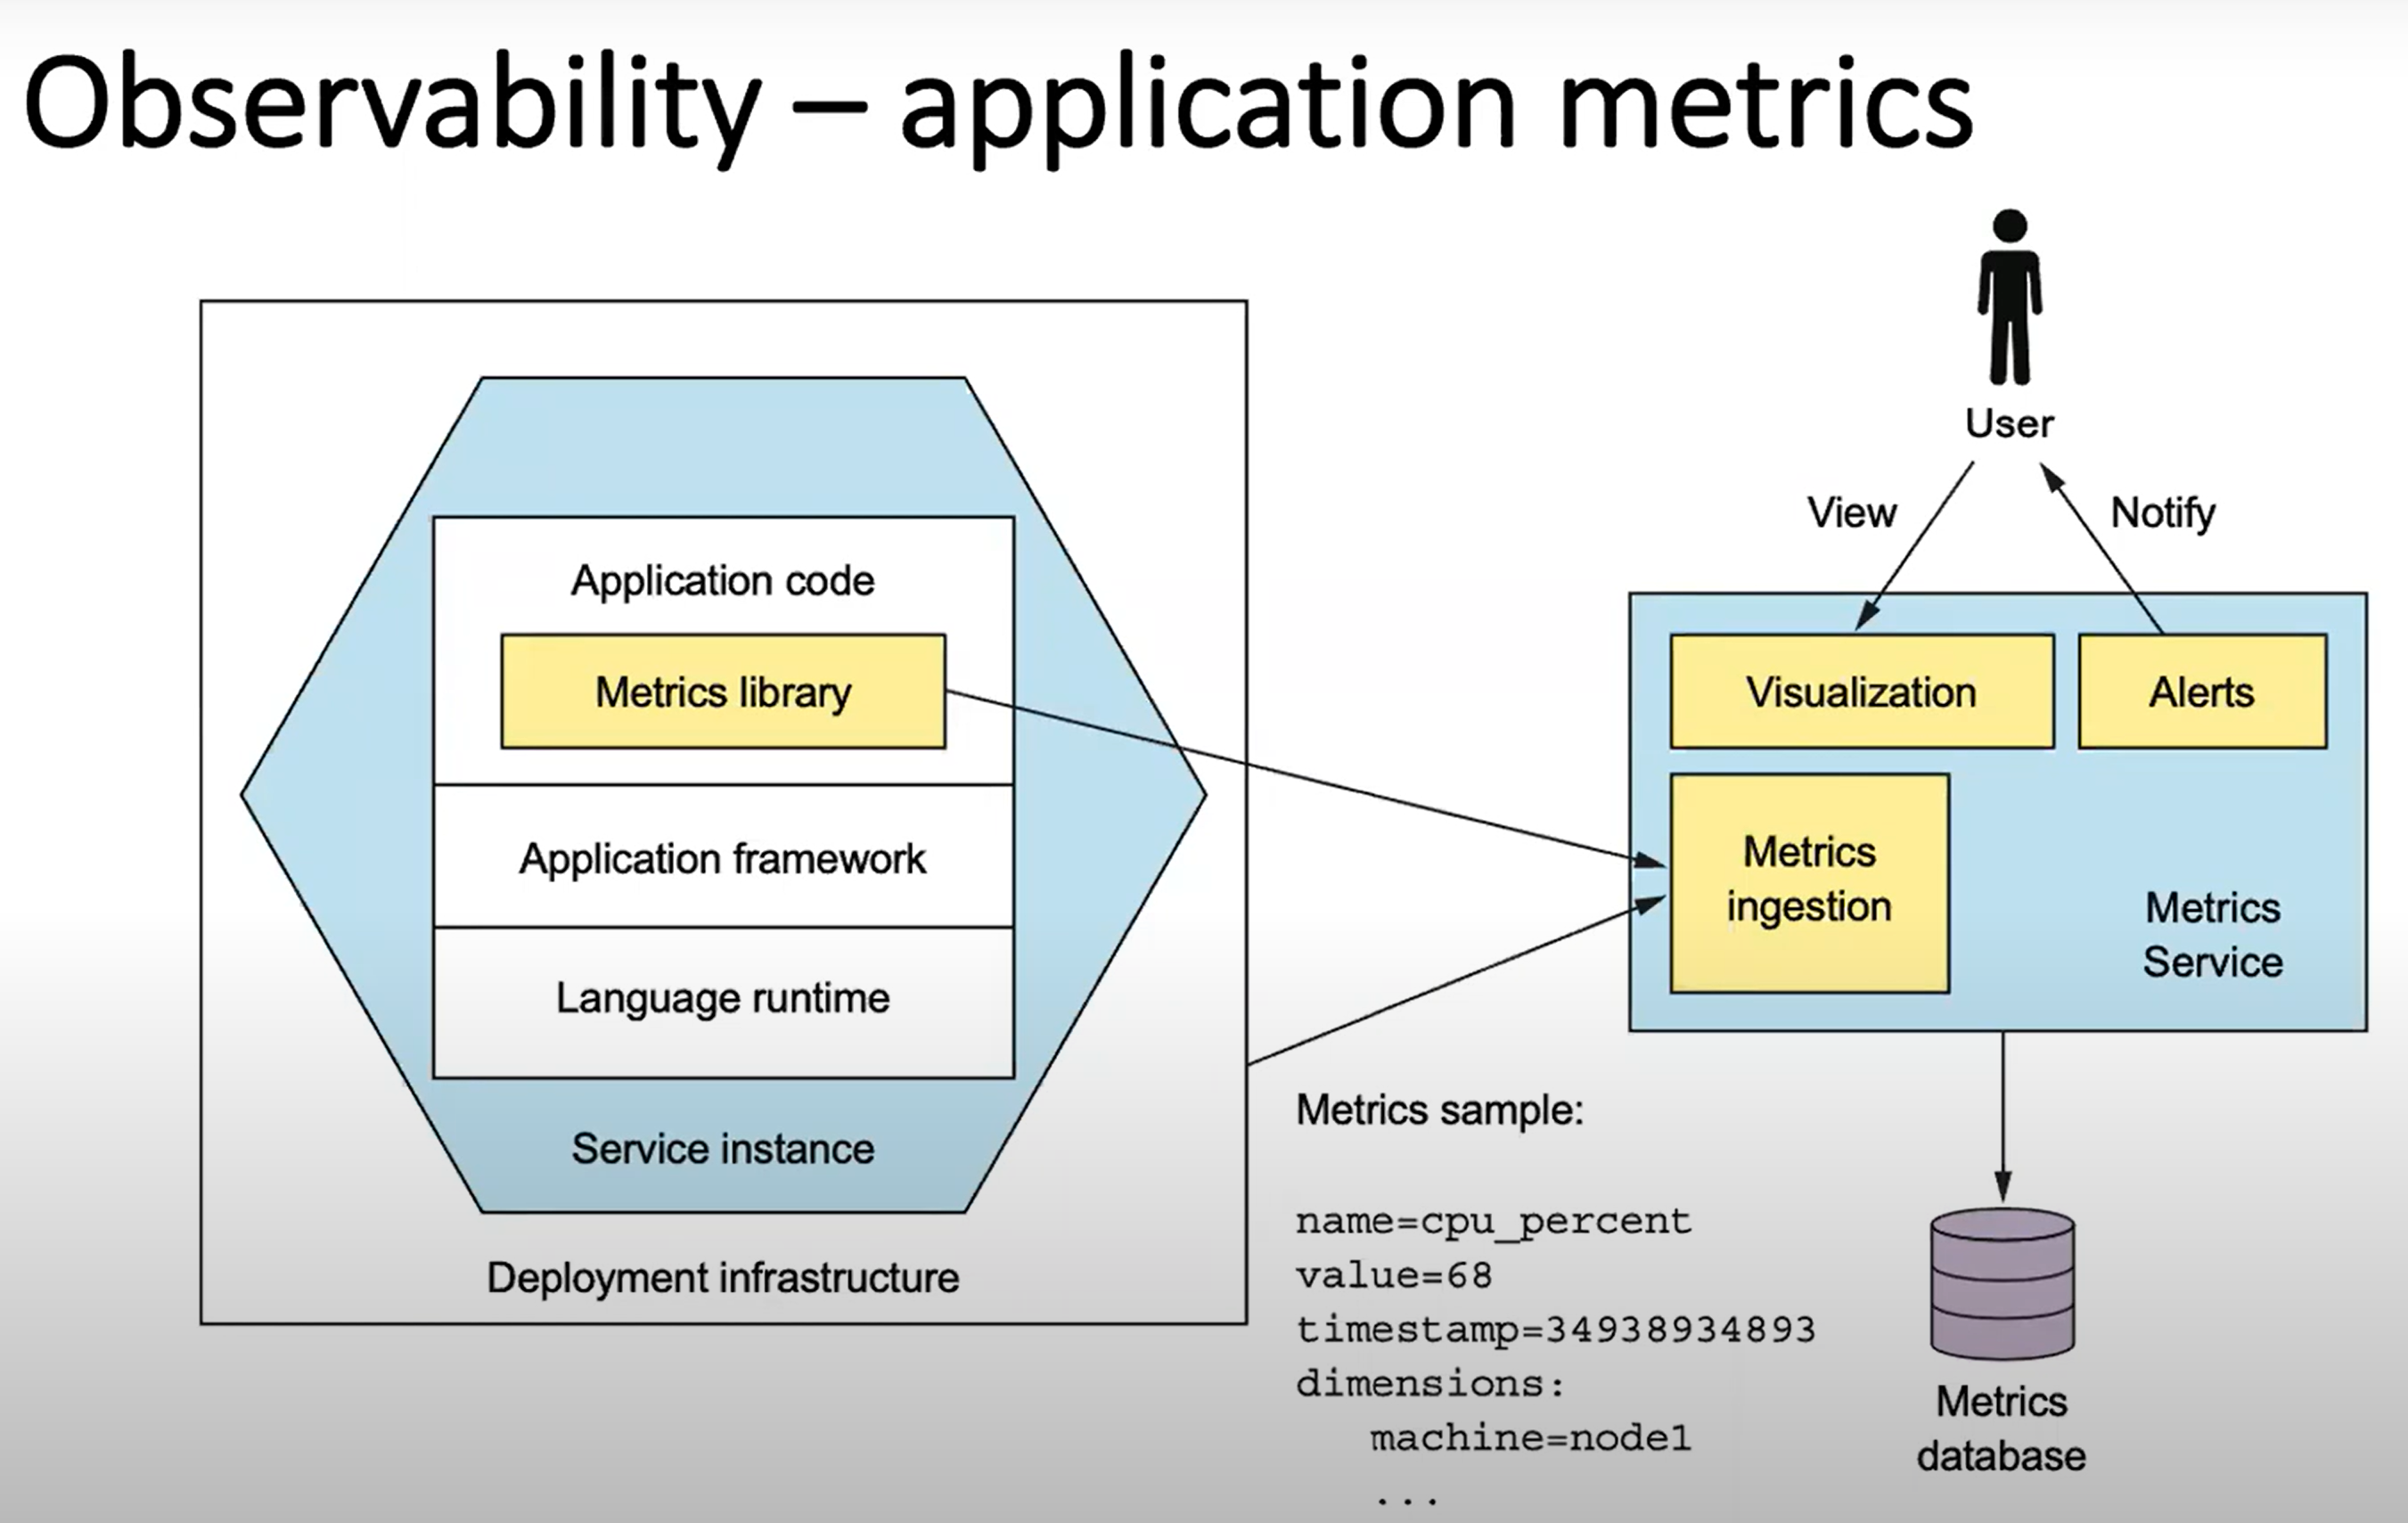 Observability – application metrics
User
View
Notify
Application code
Metrics library
Application framework
Language runtime
Service instance
Deployment infrastructure
Visualization
Alerts
Metrics
ingestion
Metrics
Service
Metrics sample:
name=cpu_percent
value=68
timestamp=34938934893
dimensions:
machine=node1
...
Metrics
database